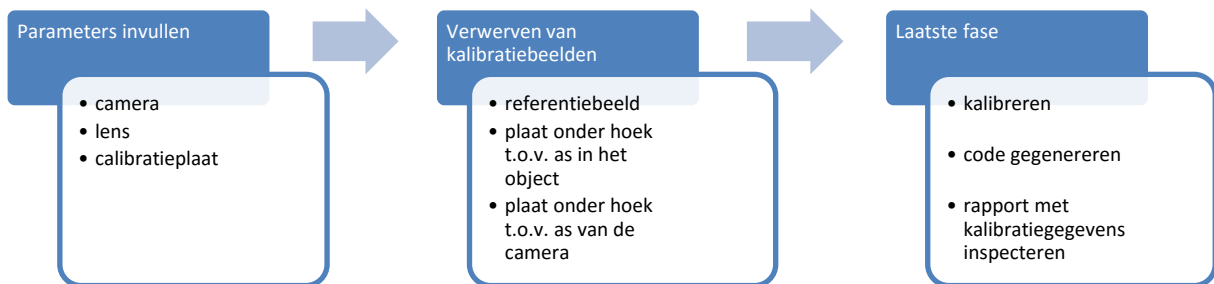 Parameters invullen
• camera
• lens
• calibratieplaat
Verwerven van
kalibratiebeelden
• referentiebeeld
• plaat onder hoek
t.o.v. as in het
object
• plaat onder hoek
t.o.v. as van de
camera
Laatste fase
• kalibreren
• code gegenereren
• rapport met
kalibratiegegevens
inspecteren